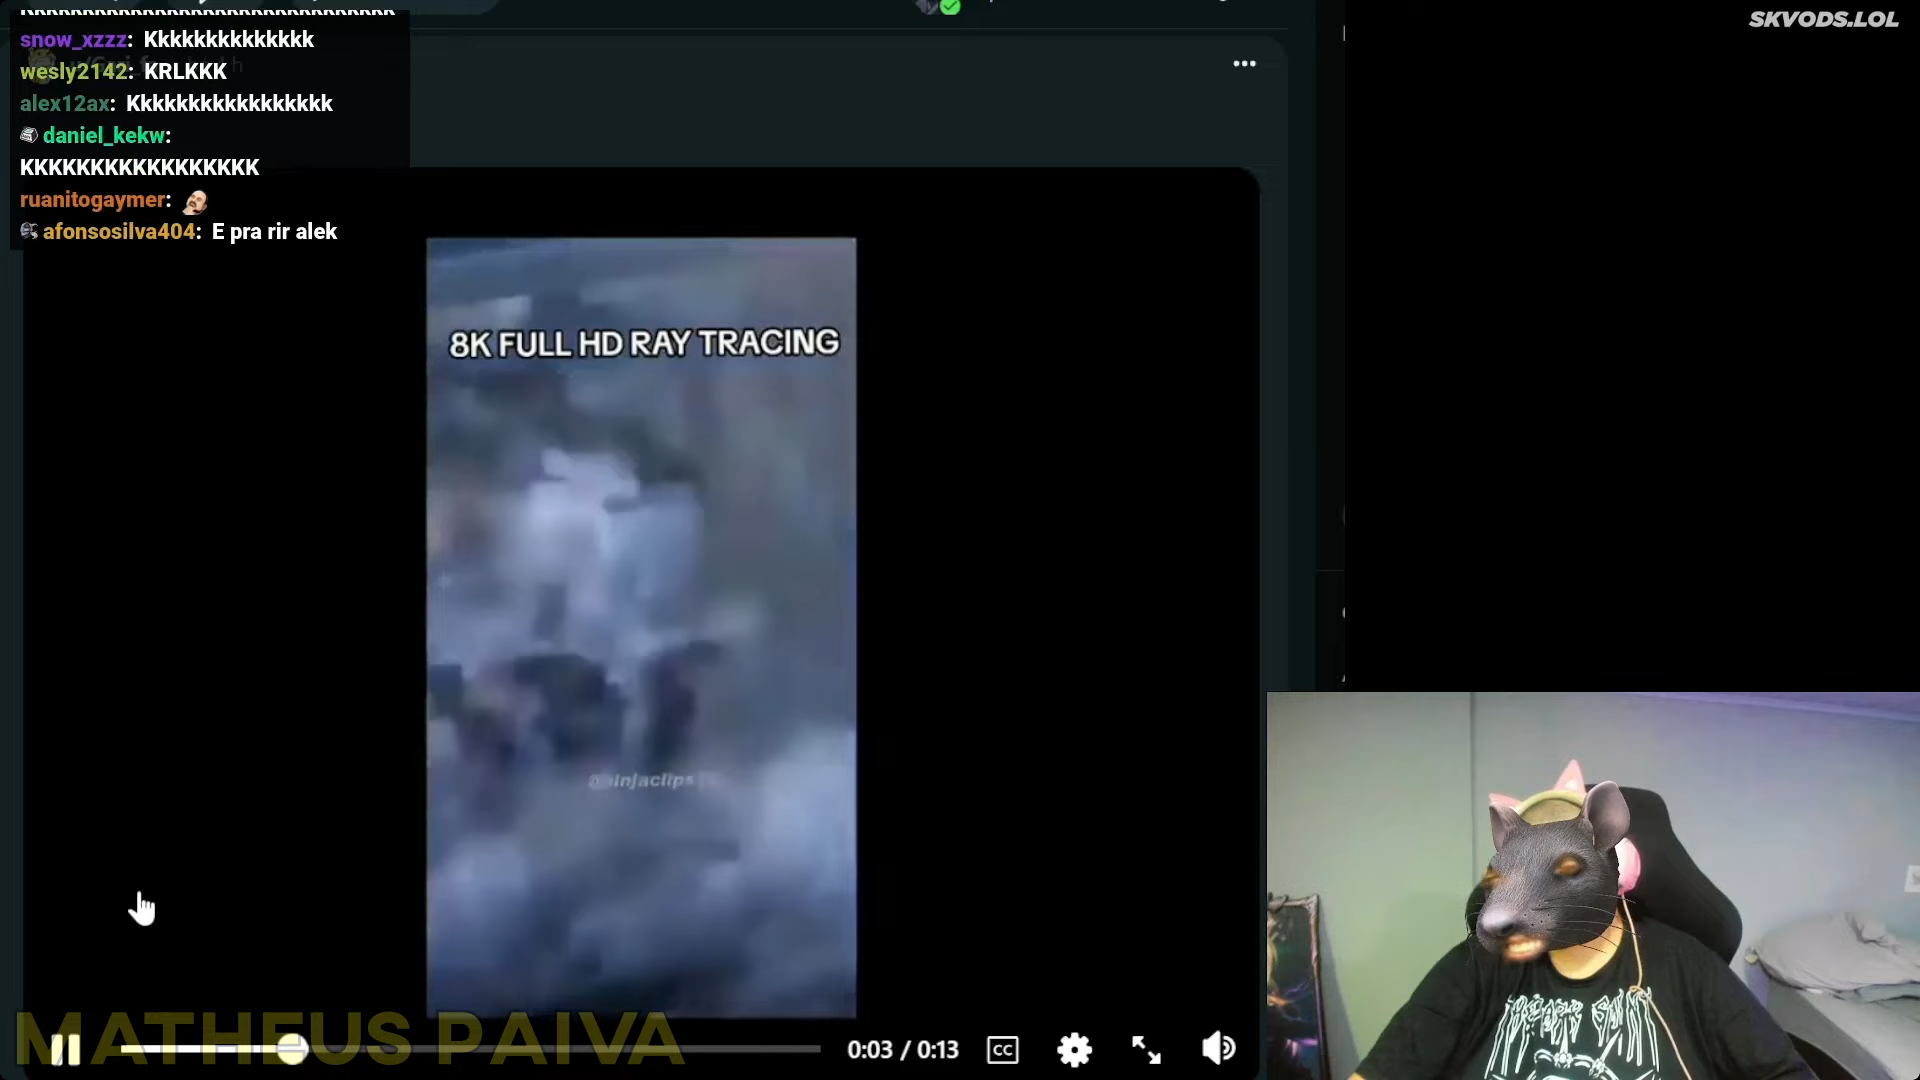 SKVODS.LOL
snow_xzzz: Kkkkkkkkkkkkkk
wesly2142: KRLKKK
alex12ax: Kkkkkkkkkkkkkkkkk
daniel_kekw:
KKKKKKKKKKKKKKKKK
ruanitogaymer:
afonsosilva404: E pra rir alek
8K FULL HD RAY TRACING
MATHEUS PAIVA
0:03 / 0:13
CC